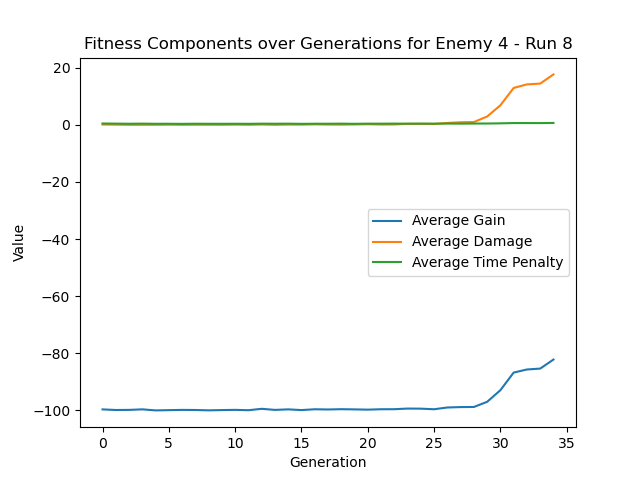 Fitness Components over Generations for Enemy 4 - Run 8
20
0
−20
−40
−60
−80
−100
Value
Average Gain
Average Damage
Average Time Penalty
0 5 10 15 20 25 30 35
Generation